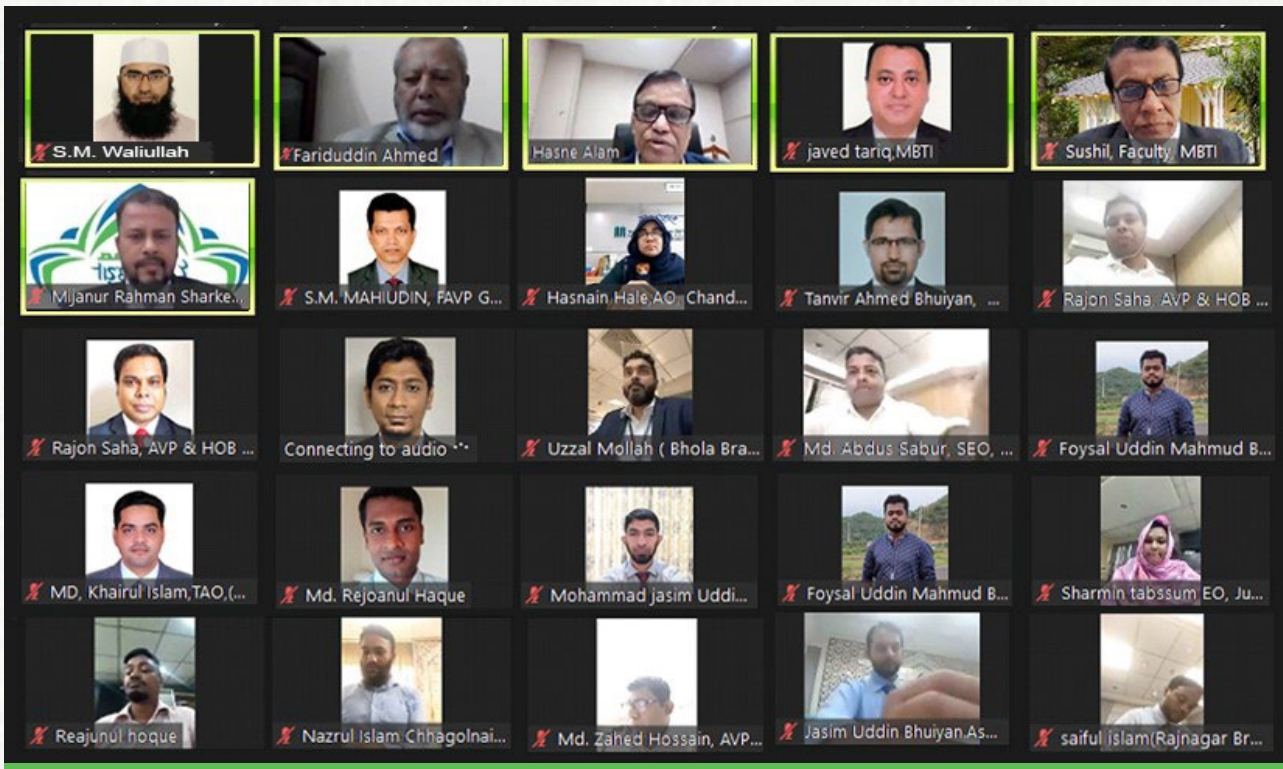 S.M. Waliullah
Fariduddin Ahmed
Hasne Alam
javed tariq,MBTI
Sushil, Faculty MBTI
Mijanur Rahman Sharke...
S.M. MAHIUDIN, FAVP G...
Hasnain Hale,AO, Chand...
Tanvir Ahmed Bhuiyan, ...
Rajon Saha, AVP & HOB ...
Rajon Saha, AVP & HOB ...
Connecting to audio
Uzzal Mollah ( Bhola Bra...
Md. Abdus Sabur, SEO, ...
Foysal Uddin Mahmud B...
MD, Khairul Islam,TAO,(...
Md. Rejoanul Haque
Mohammad jasim Uddi...
Foysal Uddin Mahmud B...
Sharmin tabssum EO, Ju...
Reajunul hoque
Nazrul Islam Chhagolnai...
Md. Zahed Hossain, AVP...
Jasim Uddin Bhuiyan.As...
saiful islam(Rajnagar Br...